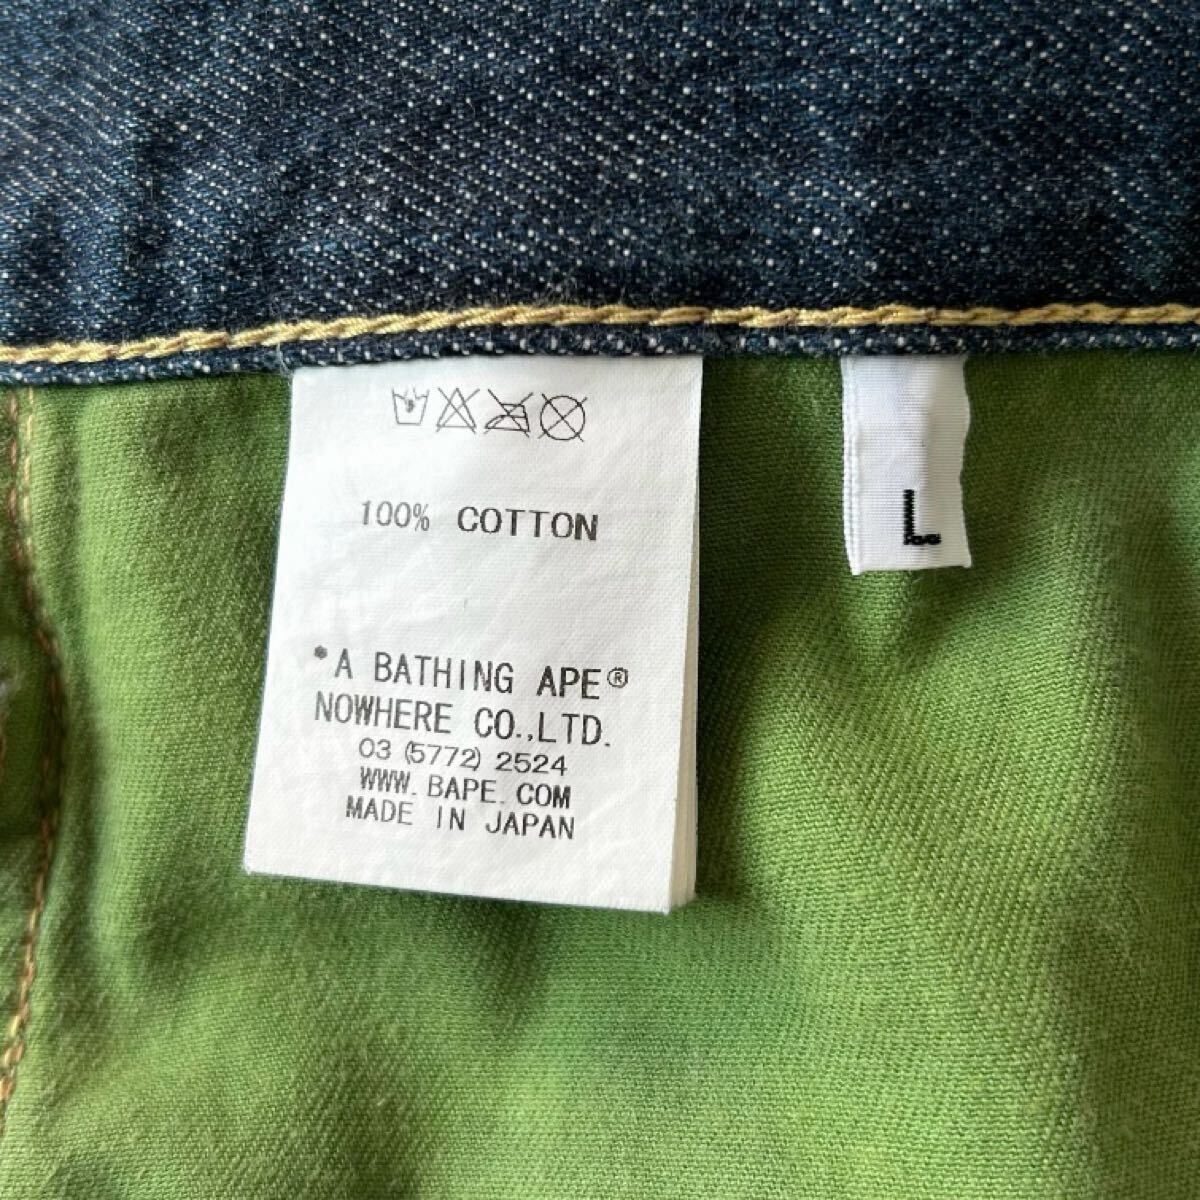 100% COTTON
*A BATHING APE®
NOWHERE CO.,LTD.
03 (5772) 2524
WWW. BAPE. COM
MADE IN JAPAN
L